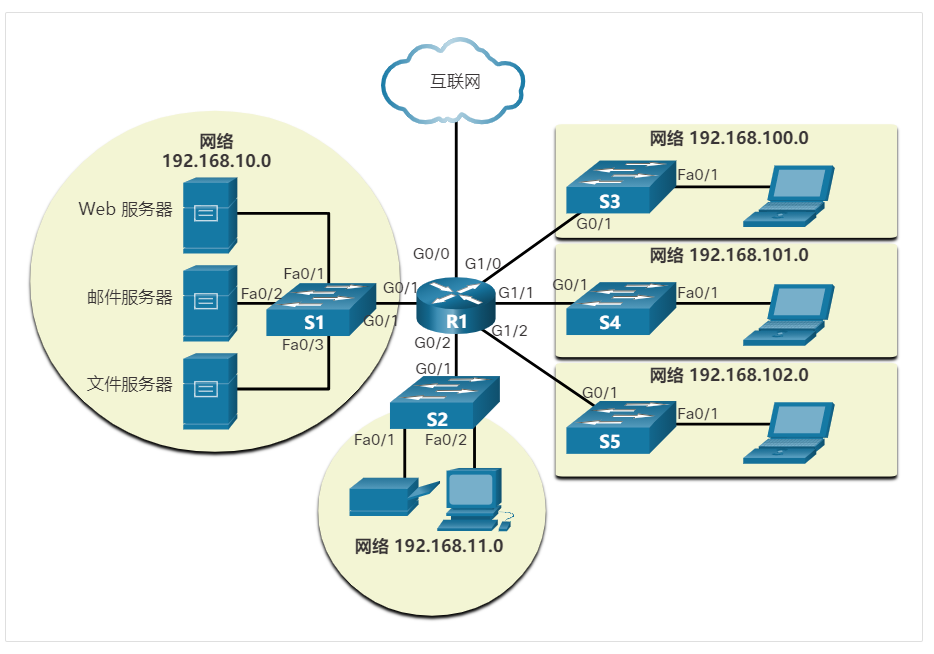 互联网
网络
192.168.10.0
Web 服务器
邮件服务器
文件服务器
Fa0/1
Fa0/2
Fa0/3
S1
G0/1
G0/1
R1
G0/0
G1/0
G1/1
G1/2
G0/2
网络 192.168.100.0
S3
G0/1
Fa0/1
网络 192.168.101.0
G0/1
S4
Fa0/1
网络 192.168.102.0
G0/1
S5
Fa0/1
G0/1
S2
Fa0/1
Fa0/2
网络 192.168.11.0